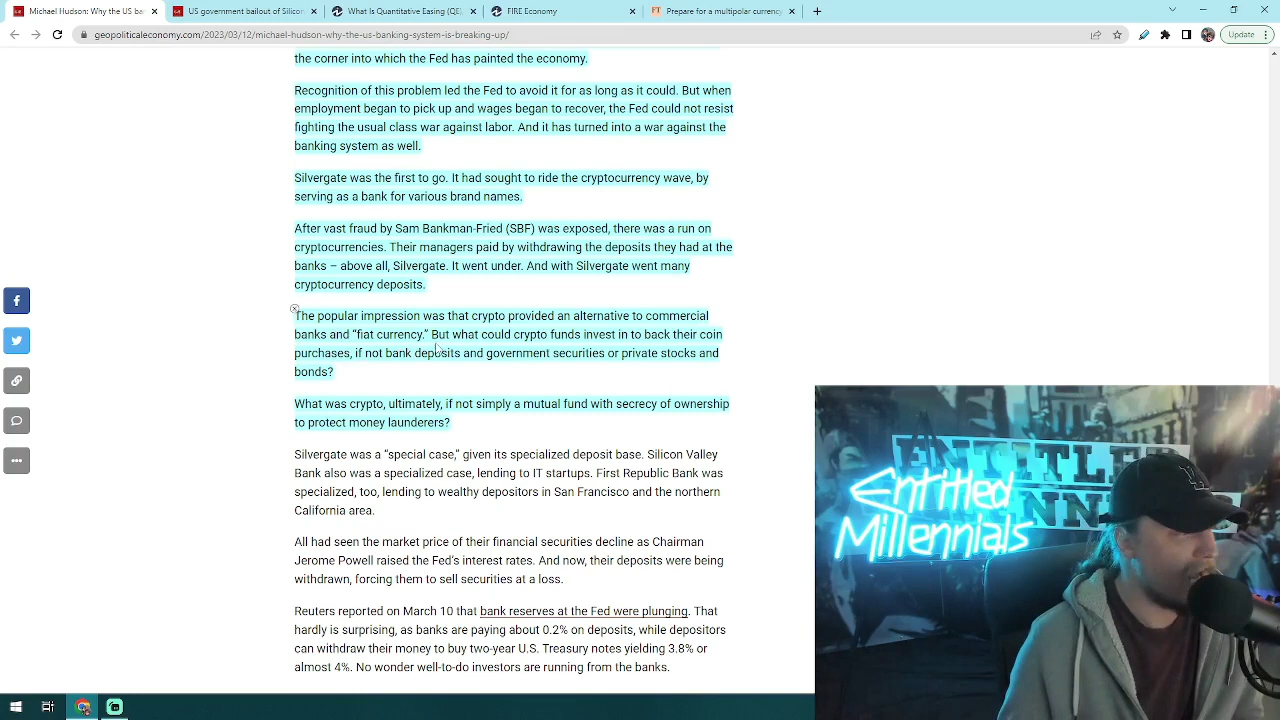 Michael Hudson: Why the US ba
US government bailout of Silicon
What Is Quantitative Easing (QE),
FIRE Economy
Prepare for a multipolar currency
geopoliticaleconomy.com/2023/03/12/michael-hudson-why-the-us-banking-system-is-breaking-up/
Update
the corner into which the Fed has painted the economy.
Recognition of this problem led the Fed to avoid it for as long as it could. But when
employment began to pick up and wages began to recover, the Fed could not resist
fighting the usual class war against labor. And it has turned into a war against the
banking system as well.
Silvergate was the first to go. It had sought to ride the cryptocurrency wave, by
serving as a bank for various brand names.
After vast fraud by Sam Bankman-Fried (SBF) was exposed, there was a run on
cryptocurrencies. Their managers paid by withdrawing the deposits they had at the
banks – above all, Silvergate. It went under. And with Silvergate went many
cryptocurrency deposits.
The popular impression was that crypto provided an alternative to commercial
banks and “fiat currency.” But what could crypto funds invest in to back their coin
purchases, if not bank deposits and government securities or private stocks and
bonds?
What was crypto, ultimately, if not simply a mutual fund with secrecy of ownership
to protect money launderers?
Silvergate was a “special case,” given its specialized deposit base. Silicon Valley
Bank also was a specialized case, lending to IT startups. First Republic Bank was
specialized, too, lending to wealthy depositors in San Francisco and the northern
California area.
All had seen the market price of their financial securities decline as Chairman
Jerome Powell raised the Fed’s interest rates. And now, their deposits were being
withdrawn, forcing them to sell securities at a loss.
Reuters reported on March 10 that bank reserves at the Fed were plunging. That
hardly is surprising, as banks are paying about 0.2% on deposits, while depositors
can withdraw their money to buy two-year U.S. Treasury notes yielding 3.8% or
almost 4%. No wonder well-to-do investors are running from the banks.
Entitled
Millennials